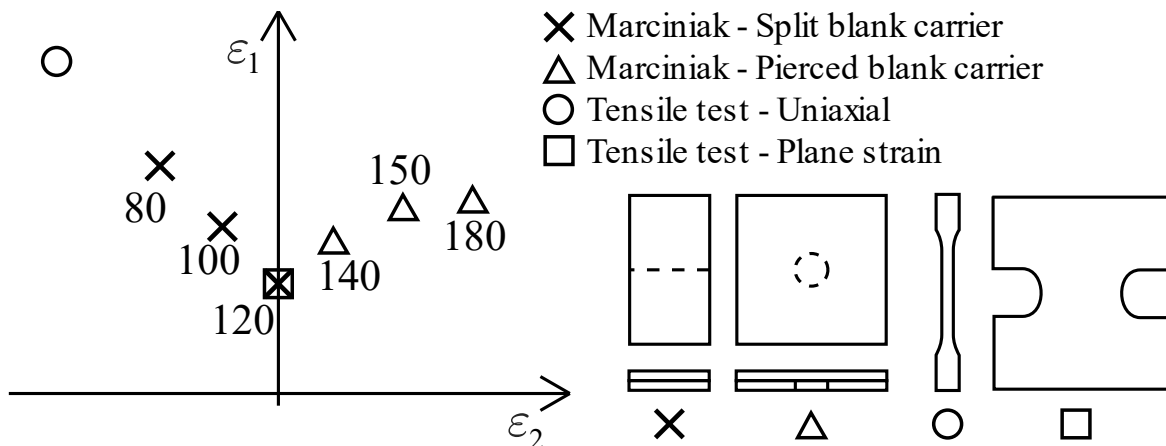 ε1
Marciniak - Split blank carrier
Marciniak - Pierced blank carrier
Tensile test - Uniaxial
Tensile test - Plane strain
80
100
120
140
150
180
ε2